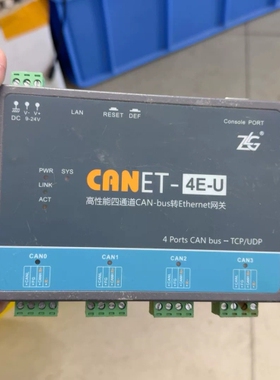 V- V+
DC 9-24V
LAN
RESET DEF
Console PORT
ZLG
PWR SYS
LINK
ACT
CANET-4E-U
高性能四通道CAN-bus转Ethernet网关
4 Ports CAN bus – TCP/UDP
CAN0 CAN1 CAN2 CAN3